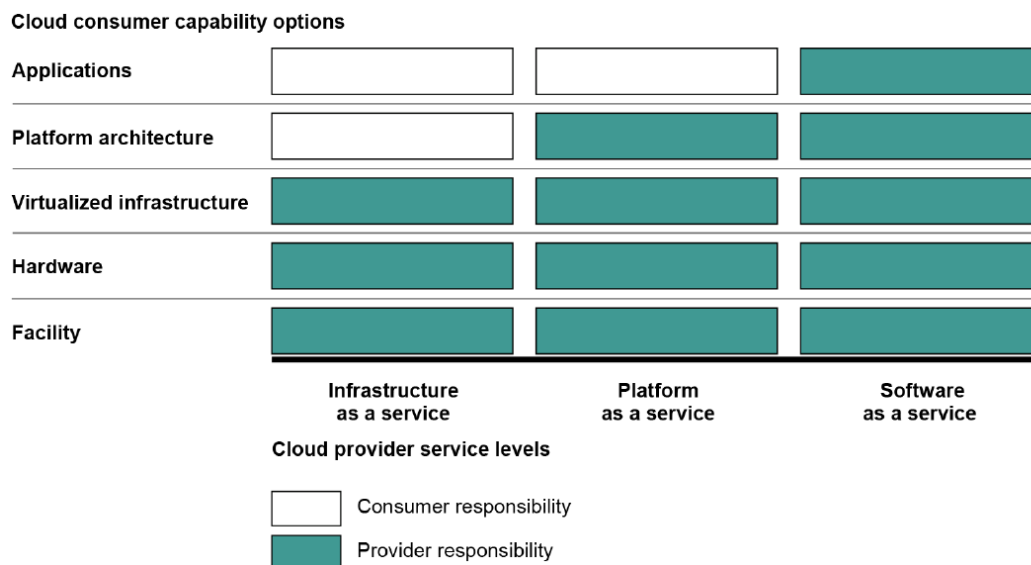 Cloud consumer capability options
Applications
Platform architecture
Virtualized infrastructure
Hardware
Facility
Infrastructure
as a service
Platform
as a service
Software
as a service
Cloud provider service levels
Consumer responsibility
Provider responsibility